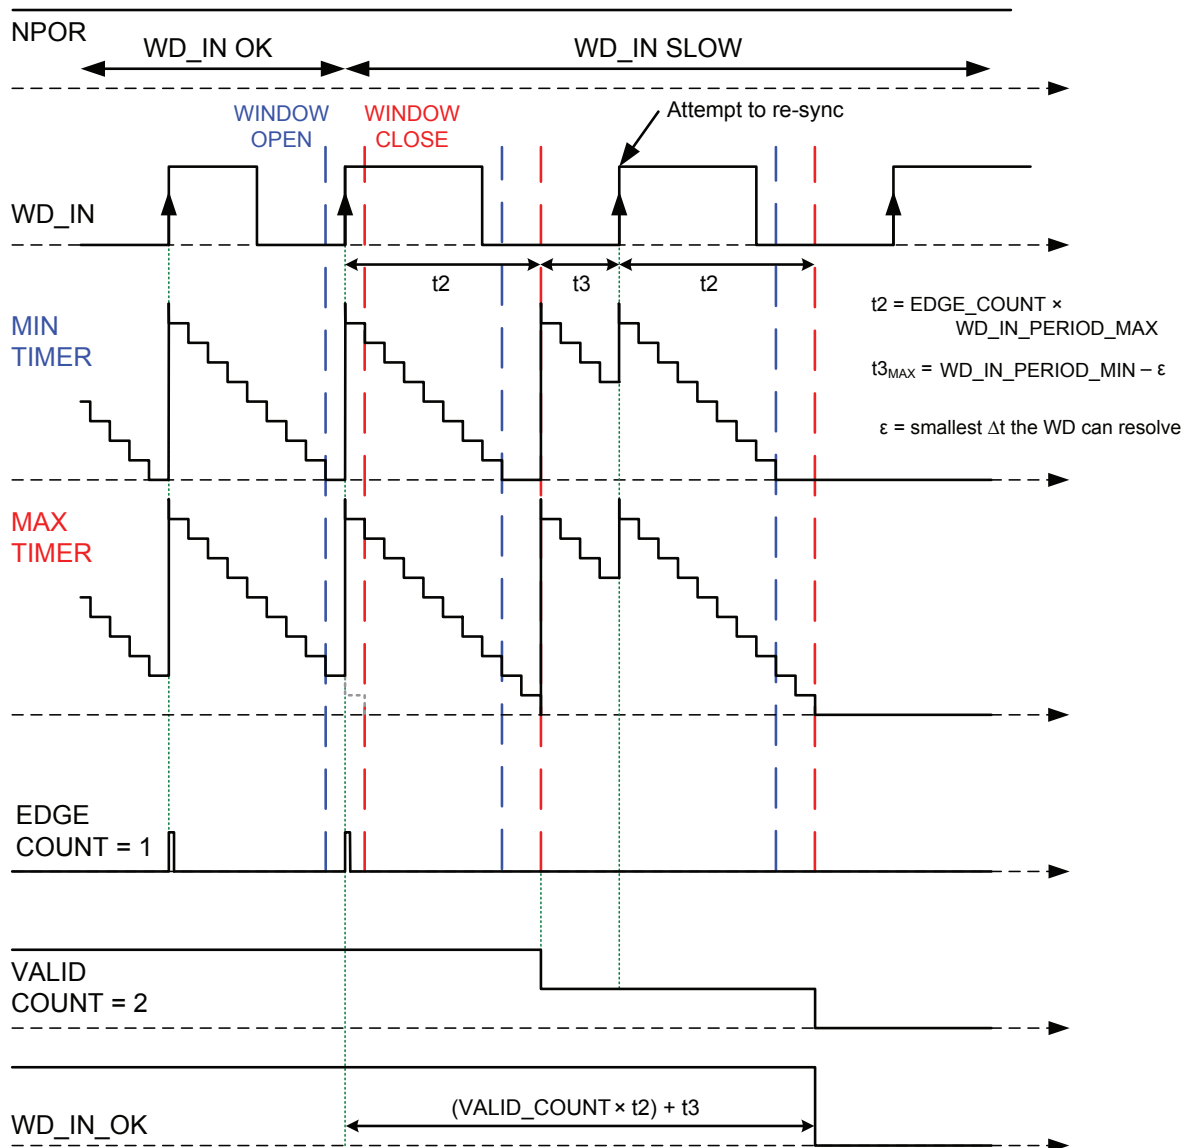 NPOR
WD_IN OK
WD_IN SLOW
WINDOW
OPEN
WINDOW
CLOSE
Attempt to re-sync
WD_IN
t2
t3
t2
t2 = EDGE_COUNT ×
WD_IN_PERIOD_MAX
t3MAX = WD_IN_PERIOD_MIN – ε
ε = smallest Δt the WD can resolve
MIN
TIMER
MAX
TIMER
EDGE
COUNT = 1
VALID
COUNT = 2
(VALID_COUNT × t2) + t3
WD_IN_OK